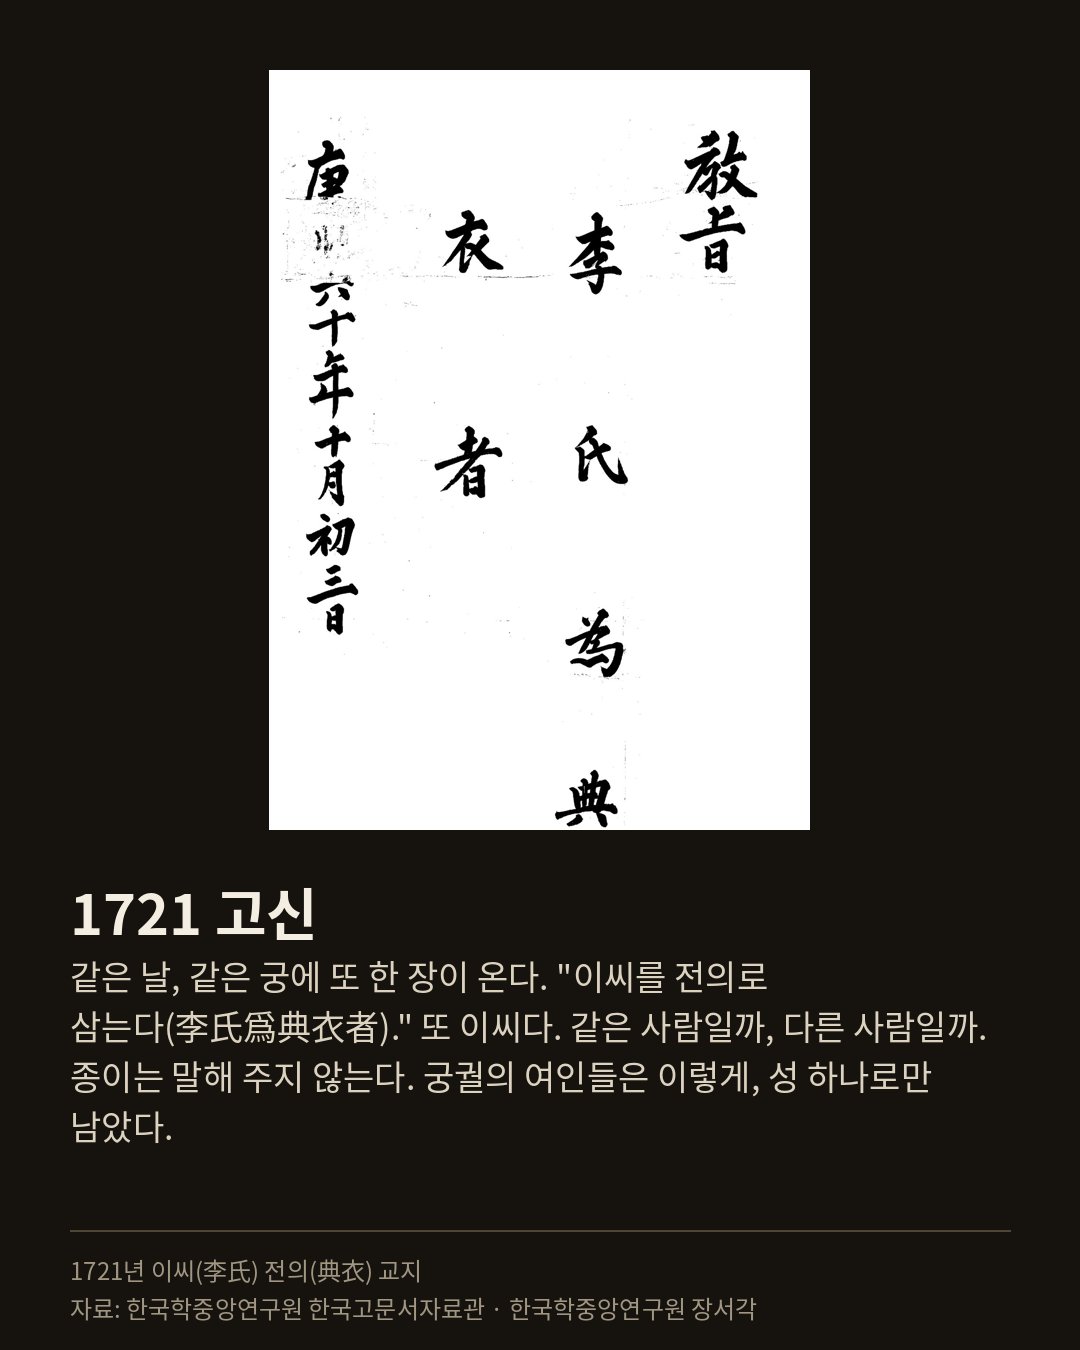 敎旨
李氏為典
衣者
康 六十年十月初三日
1721 고신
같은 날, 같은 궁에 또 한 장이 온다. "이씨를 전의로
삼는다(李氏爲典衣者)." 또 이씨다. 같은 사람일까, 다른 사람일까.
종이는 말해 주지 않는다. 궁궐의 여인들은 이렇게, 성 하나로만
남았다.
1721년 이씨(李氏) 전의(典衣) 교지
자료: 한국학중앙연구원 한국고문서자료관 · 한국학중앙연구원 장서각